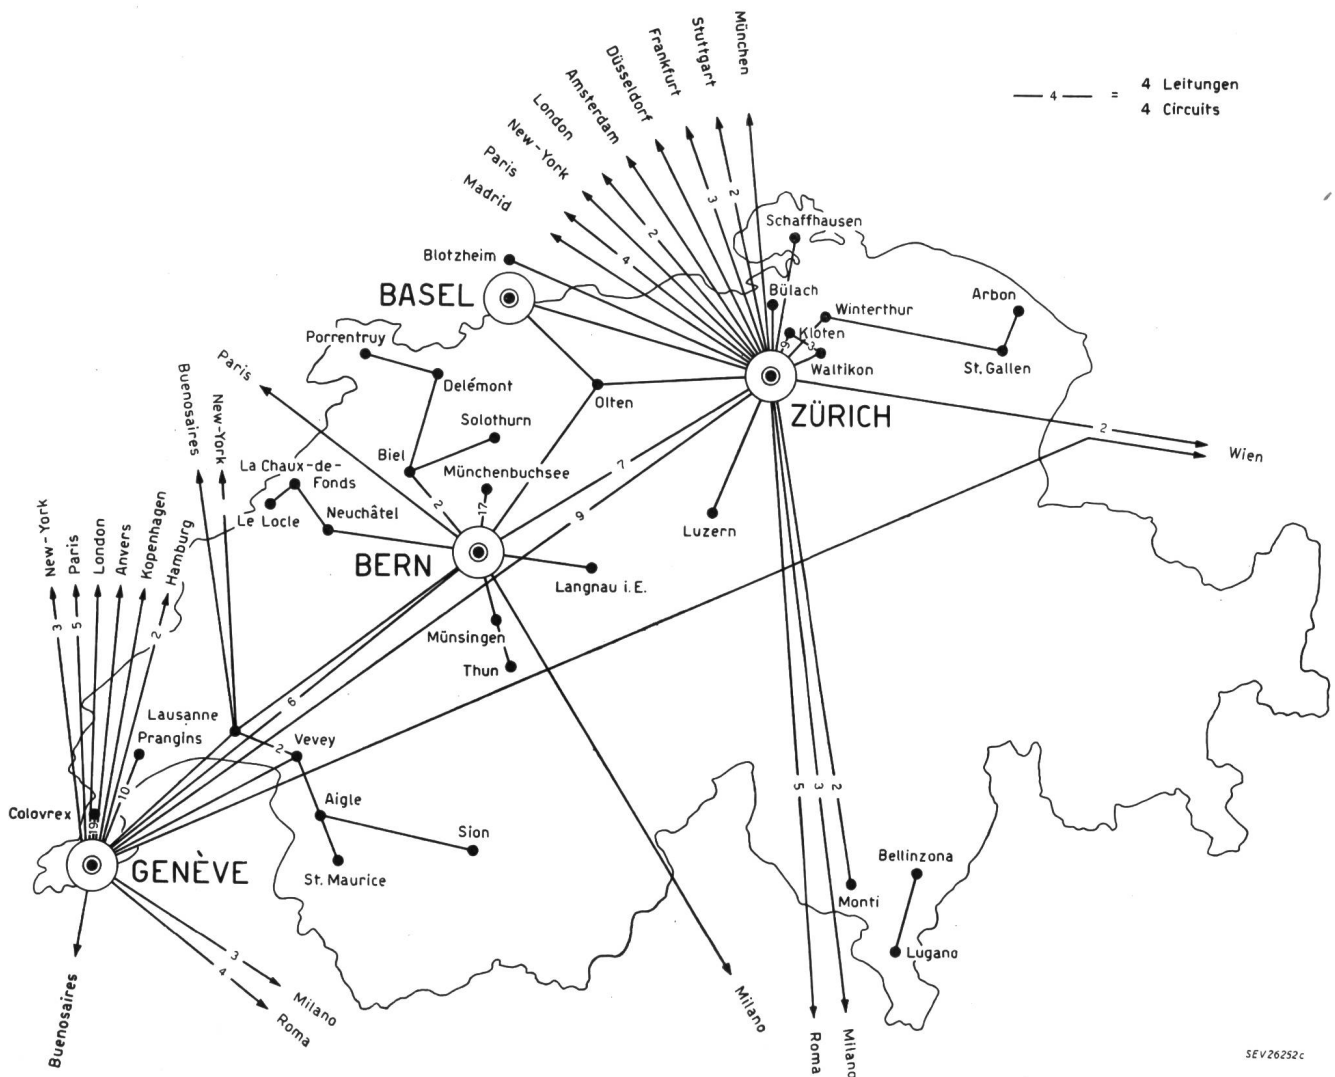 München
Stuttgart
Frankfurt
Düsseldorf
Amsterdam
London
New-York
Paris
Madrid
4 = 4 Leitungen
4 Circuits
3
2
2
4
Schaffhausen
Blotzheim
BASEL
Bülach
Winterthur
Arbon
Kloten
6
3
Waltikon
St. Gallen
Porrentruy
Delémont
Olten
ZÜRICH
Paris
Buenosaires
New-York
Solothurn
Biel
Münchenbuchsee
La Chaux-de-
Fonds
Le Locle
Neuchâtel
2
17
7
9
2
Wien
Luzern
BERN
Langnau i.E.
Münsingen
Thun
New-York
Paris
London
Anvers
Kopenhagen
Hamburg
3
5
2
6
Lausanne
Prangins
2
Vevey
10
Colovrex
19
Aigle
Sion
St. Maurice
GENÈVE
5
3
2
Bellinzona
Monti
Lugano
3
4
Milano
Roma
Buenosaires
Milano
Roma
Milano
SEV26252c